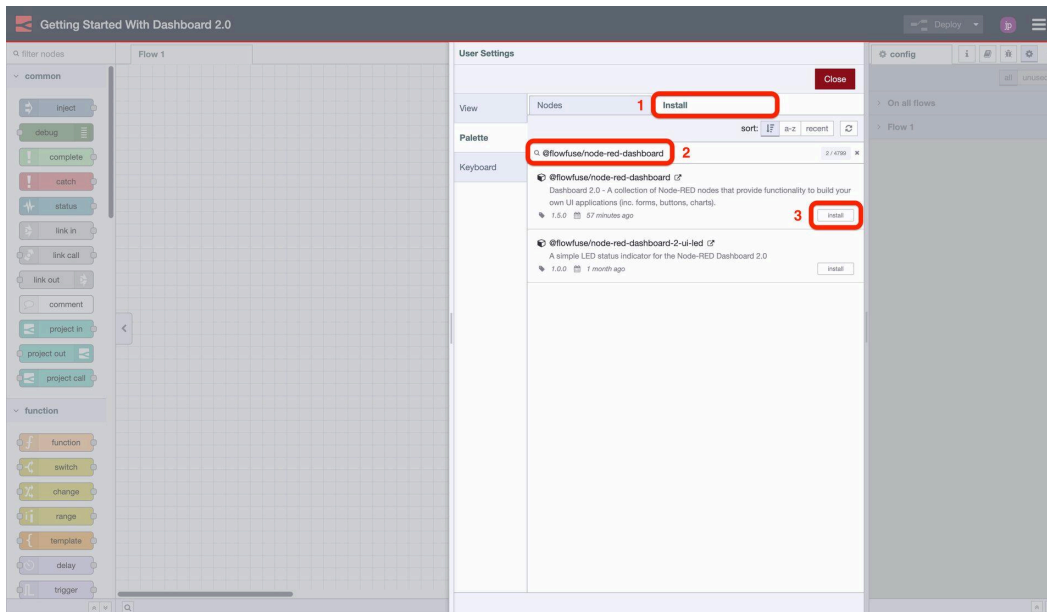 Getting Started With Dashboard 2.0
Deploy
filter nodes
Flow 1
User Settings
config
i
common
Close
all
unused
View
Nodes
1
Install
On all flows
inject
sort:
a-z
recent
Flow 1
debug
Palette
@flowfuse/node-red-dashboard
2
2 / 4799
complete
Keyboard
catch
@flowfuse/node-red-dashboard
Dashboard 2.0 - A collection of Node-RED nodes that provide functionality to build your
own UI applications (inc. forms, buttons, charts).
status
1.5.0
57 minutes ago
3
install
link in
@flowfuse/node-red-dashboard-2-ui-led
link call
A simple LED status indicator for the Node-RED Dashboard 2.0
1.0.0
1 month ago
install
link out
comment
project in
project out
project call
function
function
switch
change
range
template
delay
trigger